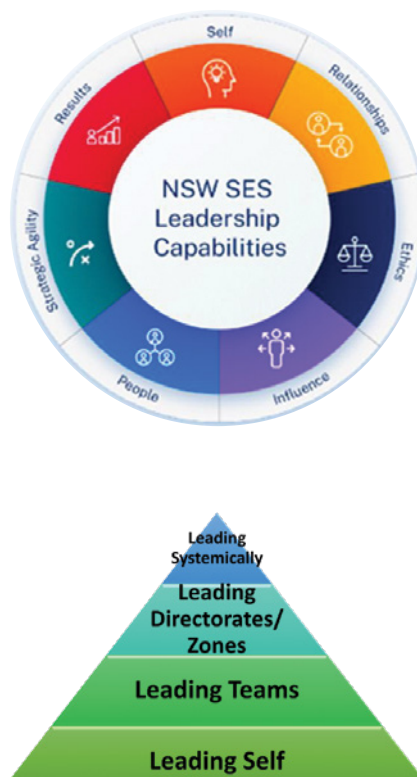 Self
Relationships
Ethics
Influence
People
Strategic Agility
Results
NSW SES
Leadership
Capabilities
Leading
Systemically
Leading
Directorates/
Zones
Leading Teams
Leading Self